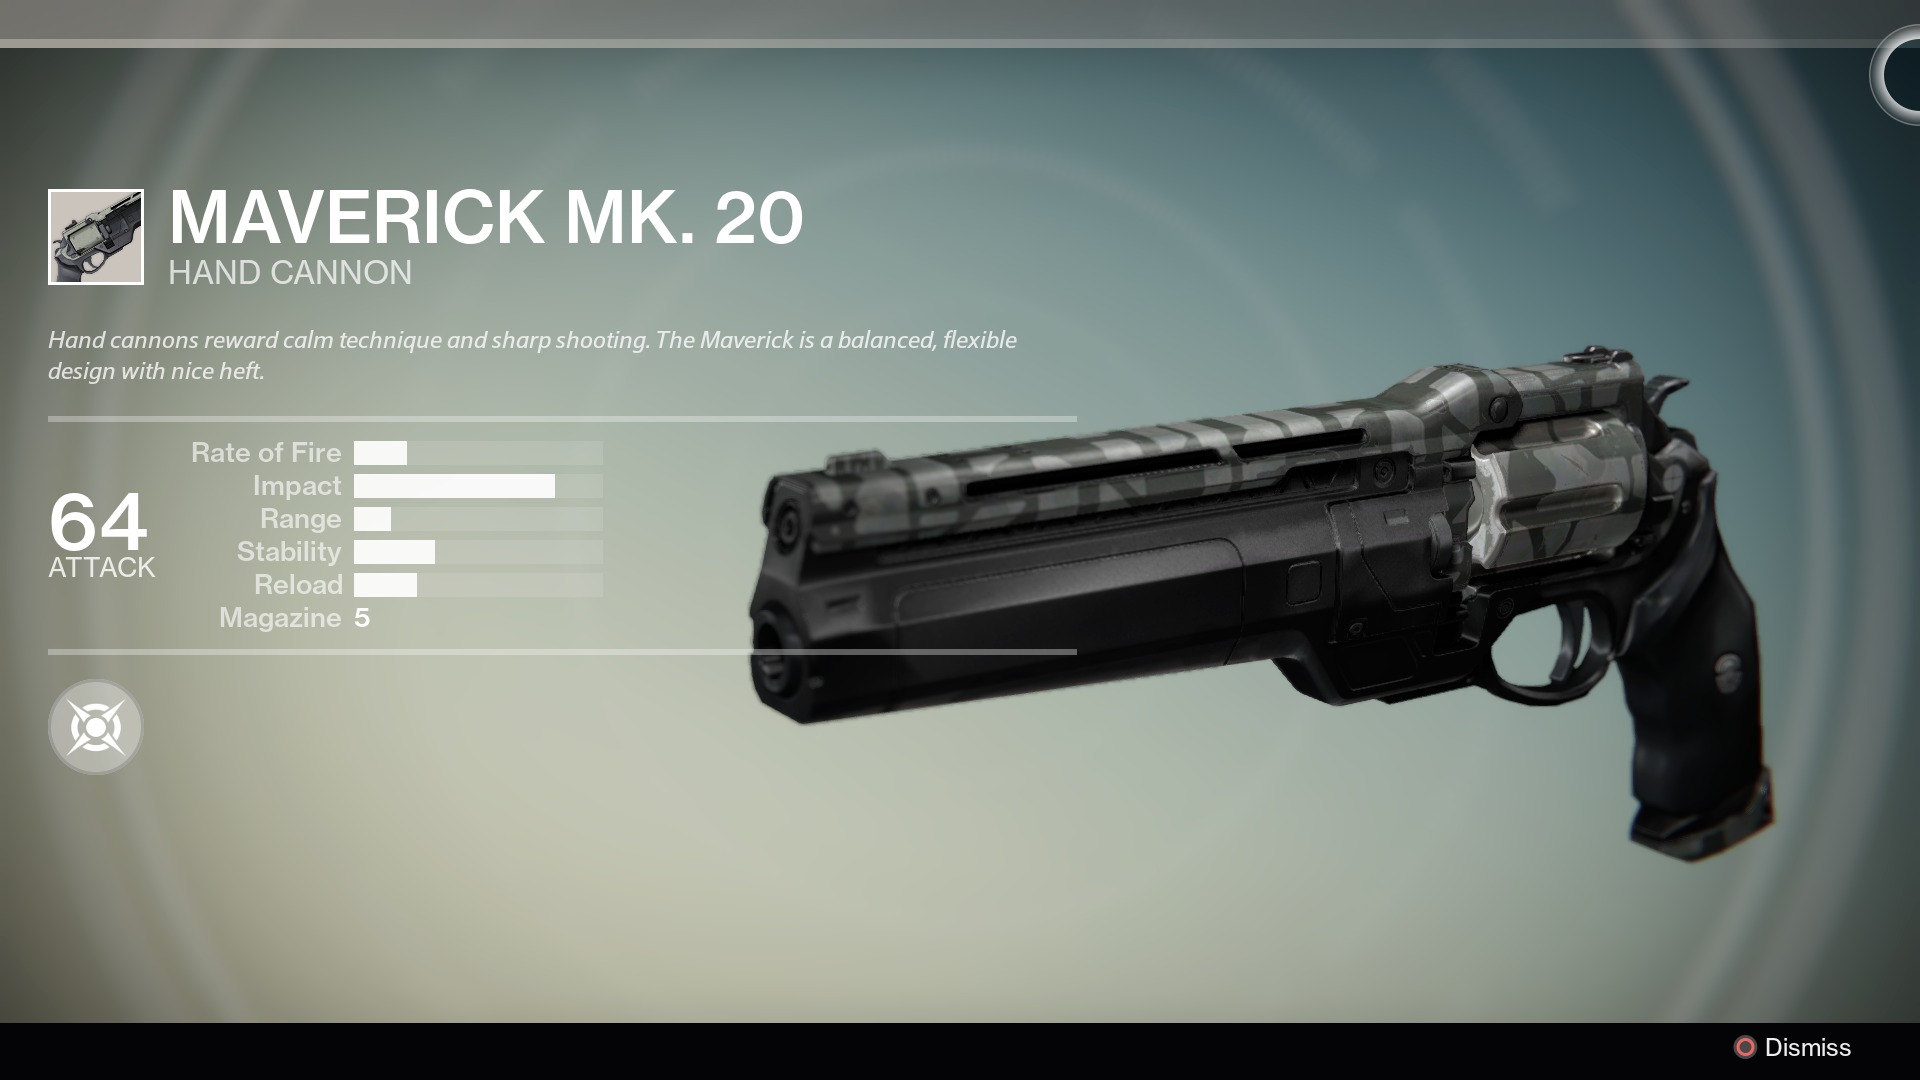 MAVERICK MK. 20
HAND CANNON
Hand cannons reward calm technique and sharp shooting. The Maverick is a balanced, flexible
design with nice heft.
64
ATTACK
Rate of Fire
Impact
Range
Stability
Reload
Magazine 5
Dismiss